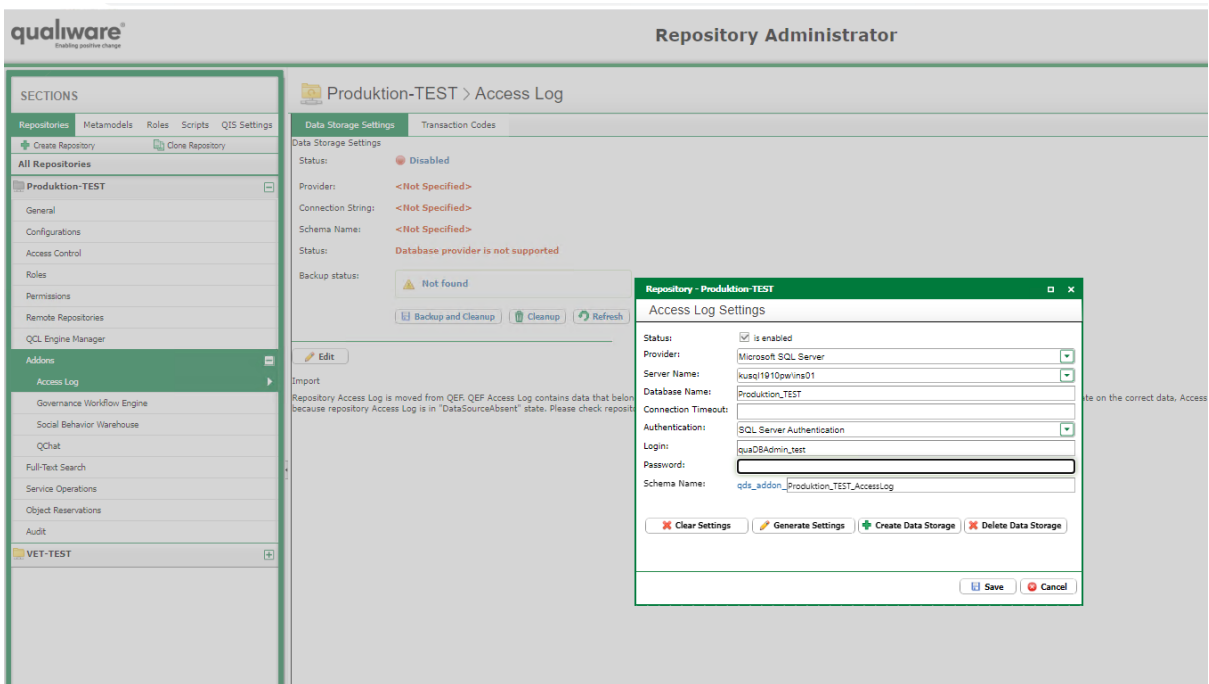 qualiware®
Enabling positive change
Repository Administrator
SECTIONS
Repositories Metamodels Roles Scripts QIS Settings
Create Repository Clone Repository
All Repositories
Produktion-TEST
General
Configurations
Access Control
Roles
Permissions
Remote Repositories
QCL Engine Manager
Addons
Access Log
Governance Workflow Engine
Social Behavior Warehouse
QChat
Full-Text Search
Service Operations
Object Reservations
Audit
VET-TEST
Produktion-TEST > Access Log
Data Storage Settings Transaction Codes
Data Storage Settings
Status: Disabled
Provider: <Not Specified>
Connection String: <Not Specified>
Schema Name: <Not Specified>
Status: Database provider is not supported
Backup status: Not found
Backup and Cleanup Cleanup Refresh
Edit
Import
Repository Access Log is moved from QEF. QEF Access Log contains data that belon ate on the correct data, Access
because repository Access Log is in "DataSourceAbsent" state. Please check reposit
Repository - Produktion-TEST
Access Log Settings
Status: is enabled
Provider: Microsoft SQL Server
Server Name: kusql1910pw\ins01
Database Name: Produktion_TEST
Connection Timeout:
Authentication: SQL Server Authentication
Login: quaDBAdmin_test
Password:
Schema Name: qds_addon_Produktion_TEST_AccessLog
Clear Settings Generate Settings Create Data Storage Delete Data Storage
Save Cancel